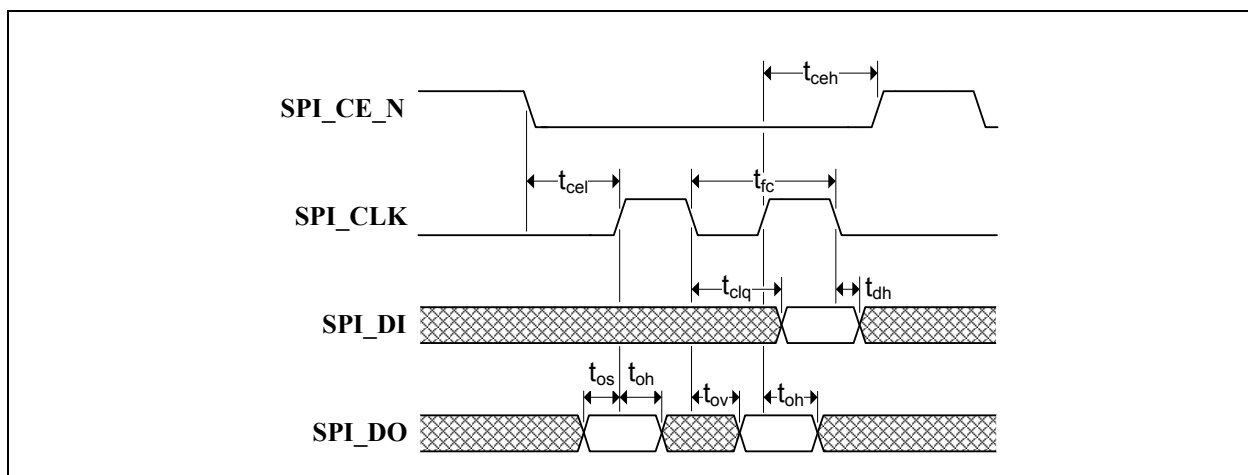 t_ceh
SPI_CE_N
t_cel
t_fc
SPI_CLK
t_clq
t_dh
SPI_DI
t_os t_oh t_ov t_oh
SPI_DO